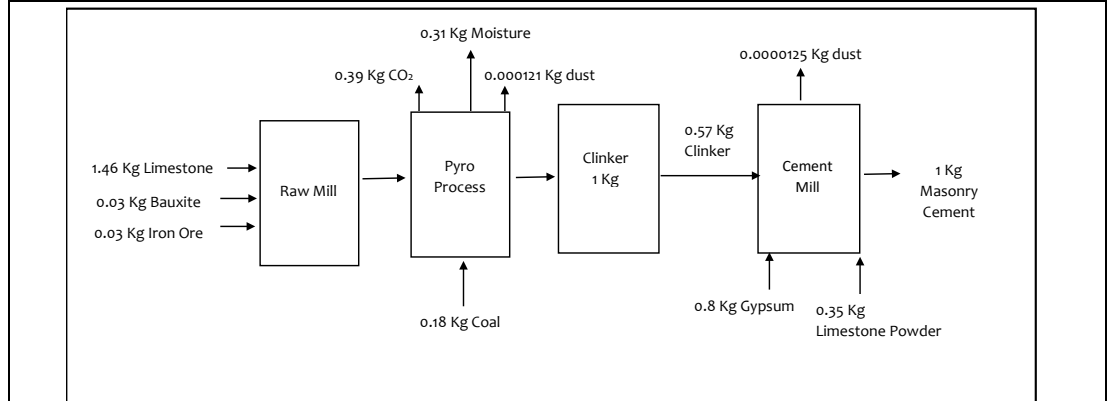 0.31 Kg Moisture
0.0000125 Kg dust
0.39 Kg CO₂
0.000121 Kg dust
1.46 Kg Limestone
0.03 Kg Bauxite
0.03 Kg Iron Ore
Raw Mill
Pyro
Process
Clinker
1 Kg
0.57 Kg
Clinker
Cement
Mill
1 Kg
Masonry
Cement
0.18 Kg Coal
0.8 Kg Gypsum
0.35 Kg
Limestone Powder